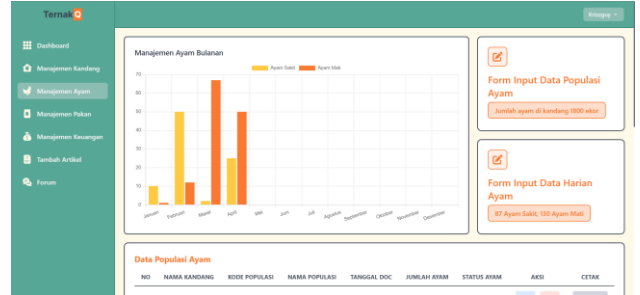 TernakQ
Dashboard
Manajemen Kandang
Manajemen Ayam
Manajemen Pakan
Manajemen Keuangan
Tambah Artikel
Forum
Manajemen Ayam Bulanan
Ayam Sakit
Ayam Mati
70
60
50
40
30
20
10
0
Januari
Februari
Maret
April
Mei
Juni
Juli
Agustus
September
Oktober
November
Desember
Form Input Data Populasi
Ayam
Jumlah ayam di kandang 1800 ekor
Form Input Data Harian
Ayam
67 Ayam Sakit, 130 Ayam Mati
Data Populasi Ayam
NO NAMA KANDANG KODE POPULASI NAMA POPULASI TANGGAL DOC JUMLAH AYAM STATUS AYAM AKSI CETAK